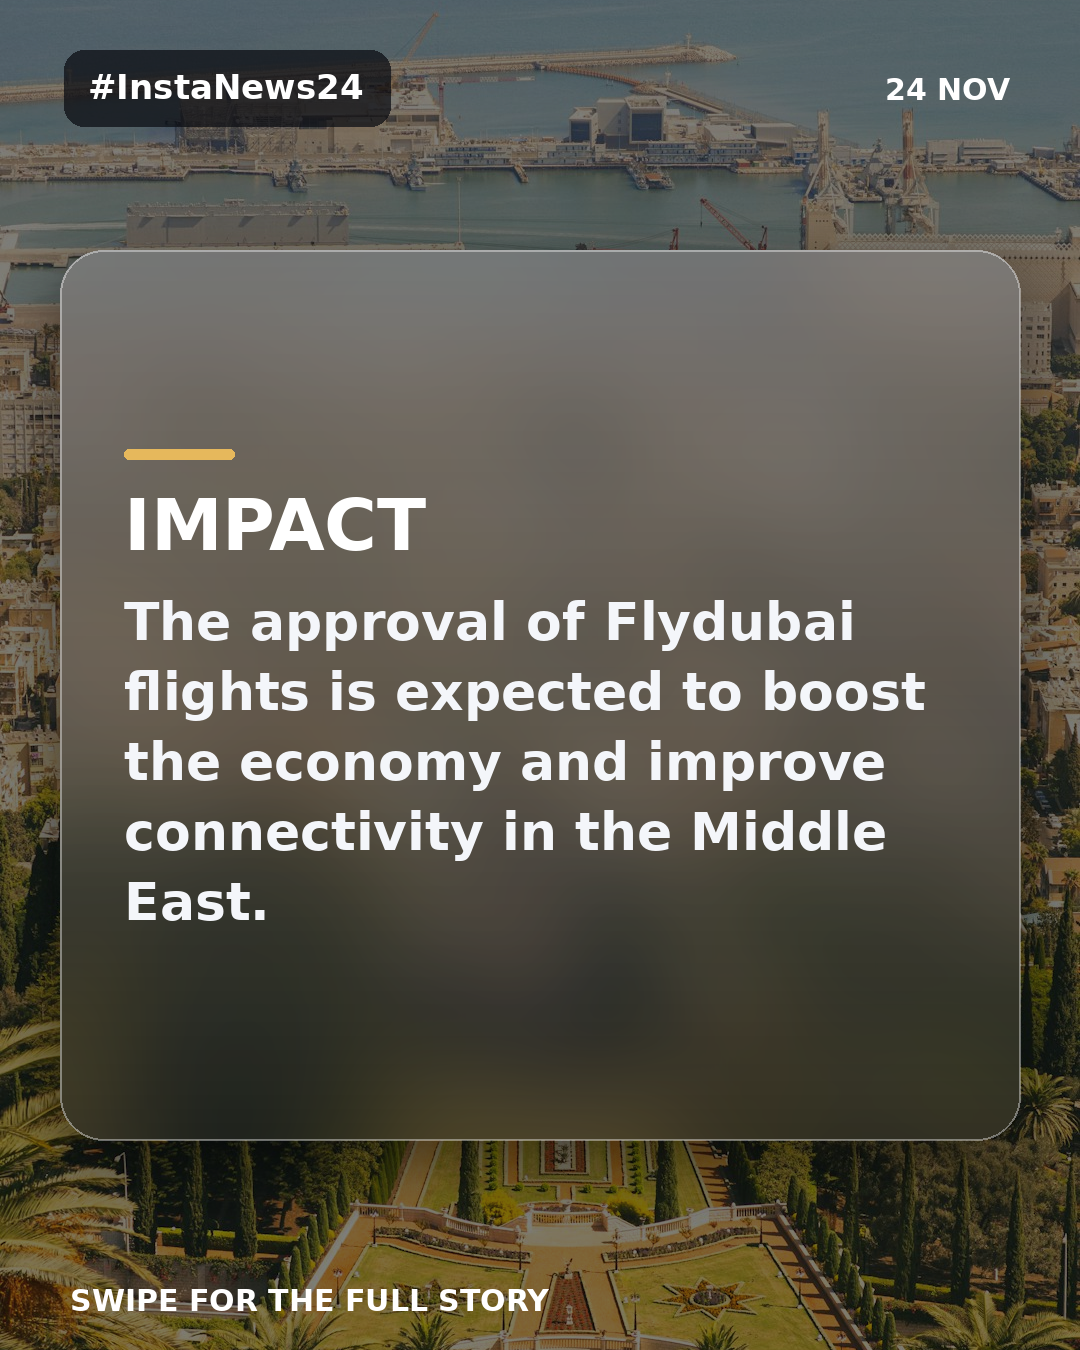 #InstaNews24
24 NOV
IMPACT
The approval of Flydubai
flights is expected to boost
the economy and improve
connectivity in the Middle
East.
SWIPE FOR THE FULL STORY